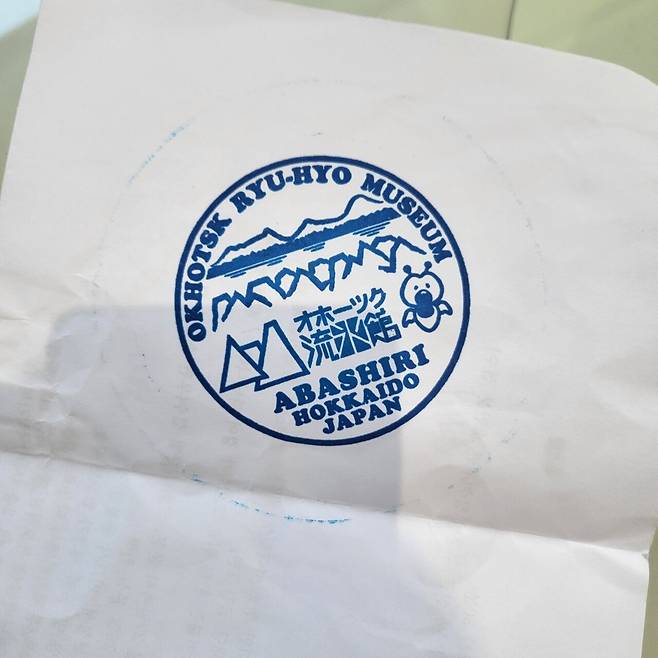 OKHOTSK RYU-HYO MUSEUM
オホーツク
流氷館
ABASHIRI
HOKKAIDO
JAPAN